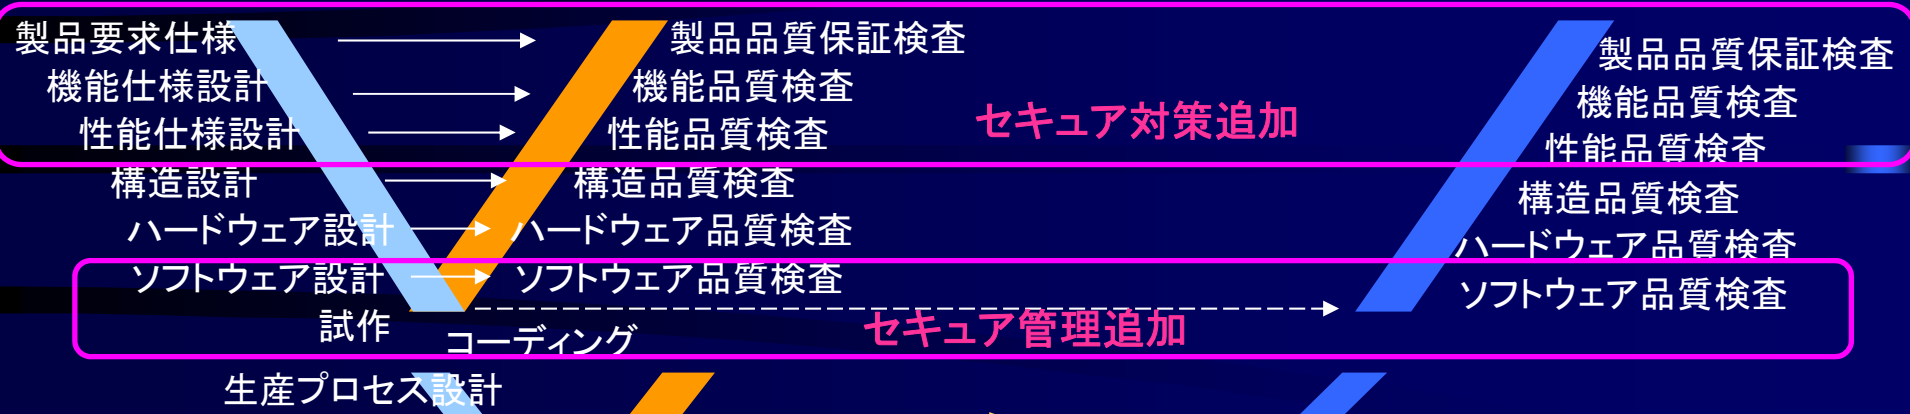 製品要求仕様
製品品質保証検査
製品品質保証検査
機能仕様設計
機能品質検査
機能品質検査
セキュア対策追加
性能仕様設計
性能品質検査
性能品質検査
構造設計
構造品質検査
構造品質検査
ハードウェア設計
ハードウェア品質検査
ハードウェア品質検査
ソフトウェア設計
ソフトウェア品質検査
ソフトウェア品質検査
試作
コーディング
セキュア管理追加
生産プロセス設計